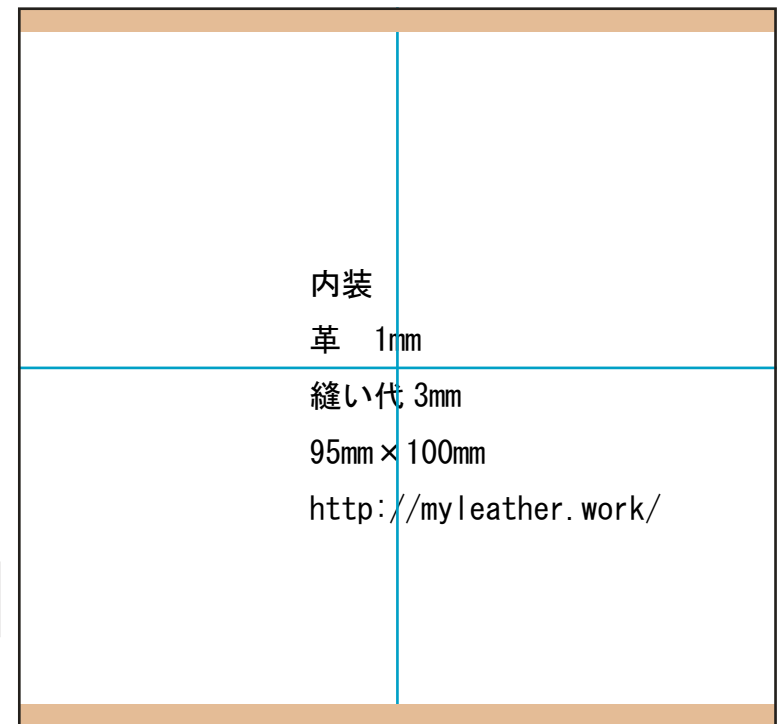 内装
革　1mm
縫い代 3mm
95mm×100mm
http://myleather.work/